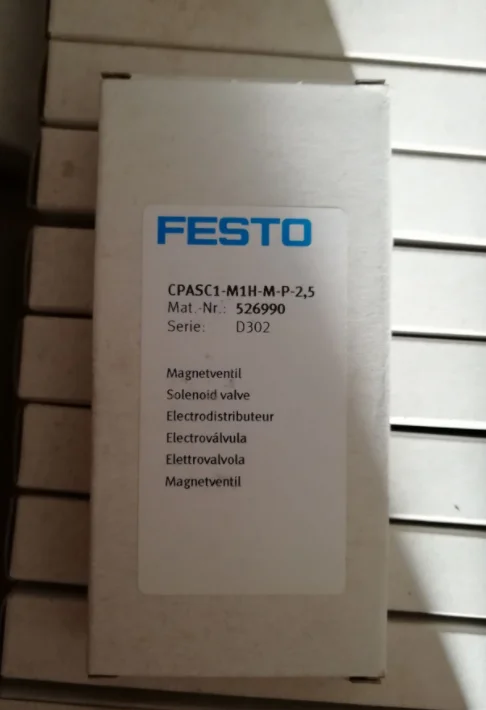 FESTO
CPASC1-M1H-M-P-2,5
Mat.-Nr.: 526990
Serie: D302
Magnetventil
Solenoid valve
Electrodistributeur
Electroválvula
Elettrovalvola
Magnetventil